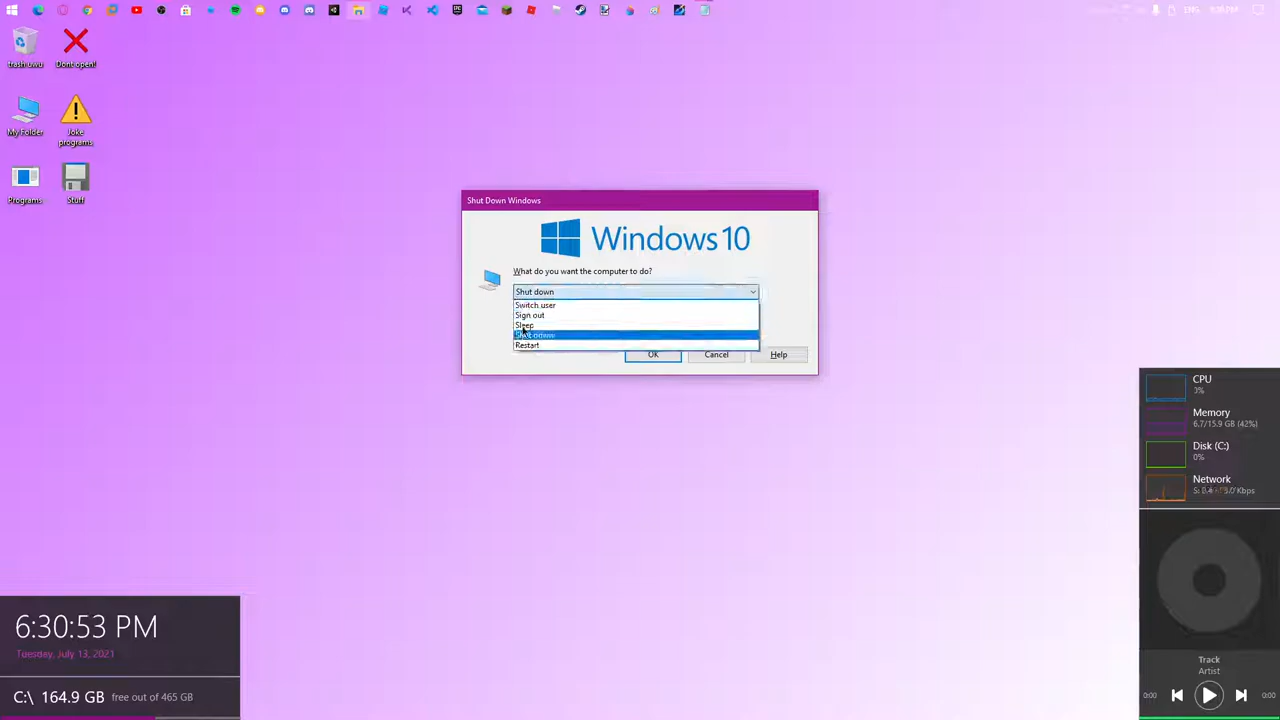 trash uwu
Dont open!
My Folder
Joke
programs
Programs
Stuff
Shut Down Windows
Windows 10
What do you want the computer to do?
Shut down
Switch user
Sign out
Sleep
Shut down
Restart
OK
Cancel
Help
CPU
3%
Memory
6.7/15.9 GB (42%)
Disk (C:)
0%
Network
Kbps
6:30:53 PM
Tuesday, July 13, 2021
C:\ 164.9 GB free out of 465 GB
Track
Artist
0:00
0:00